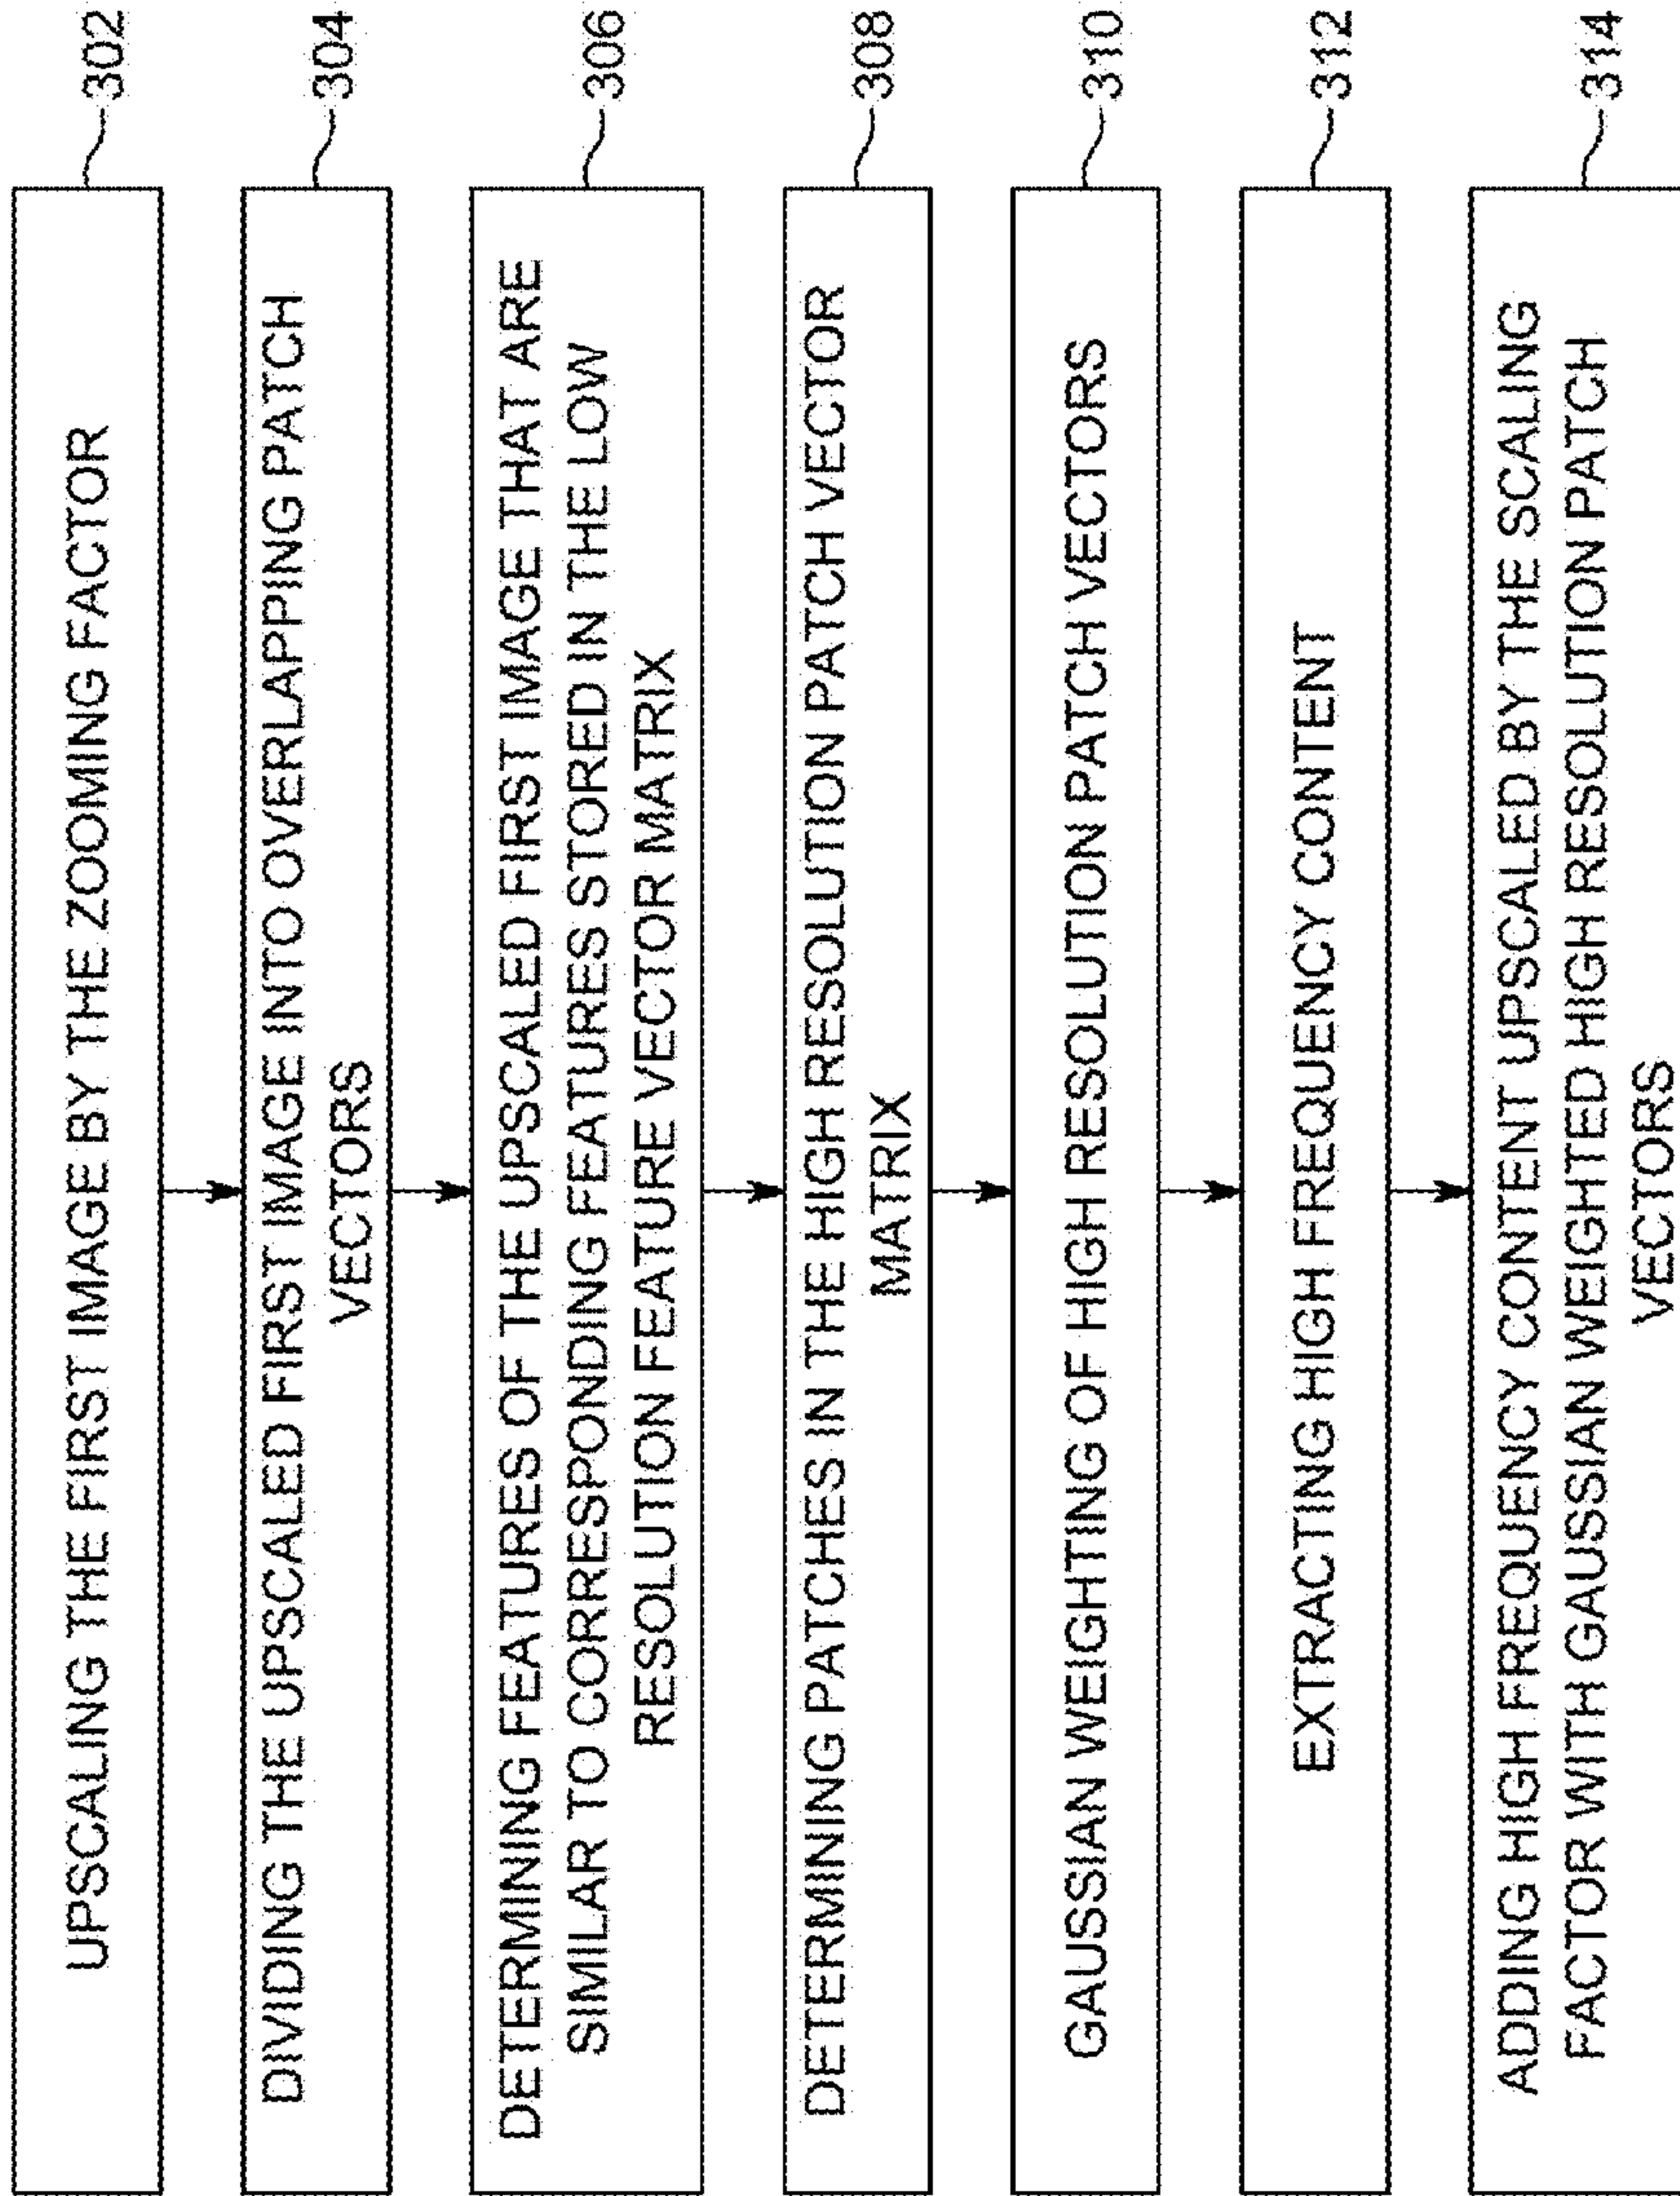 UPSCALING THE FIRST IMAGE BY THE ZOOMING FACTOR
302
DIVIDING THE UPSCALED FIRST IMAGE INTO OVERLAPPING PATCH
VECTORS
304
DETERMINING FEATURES OF THE UPSCALED FIRST IMAGE THAT ARE
SIMILAR TO CORRESPONDING FEATURES STORED IN THE LOW
RESOLUTION FEATURE VECTOR MATRIX
306
DETERMINING PATCHES IN THE HIGH RESOLUTION PATCH VECTOR
MATRIX
308
GAUSSIAN WEIGHTING OF HIGH RESOLUTION PATCH VECTORS
310
EXTRACTING HIGH FREQUENCY CONTENT
312
ADDING HIGH FREQUENCY CONTENT UPSCALED BY THE SCALING
FACTOR WITH GAUSSIAN WEIGHTED HIGH RESOLUTION PATCH
VECTORS
314